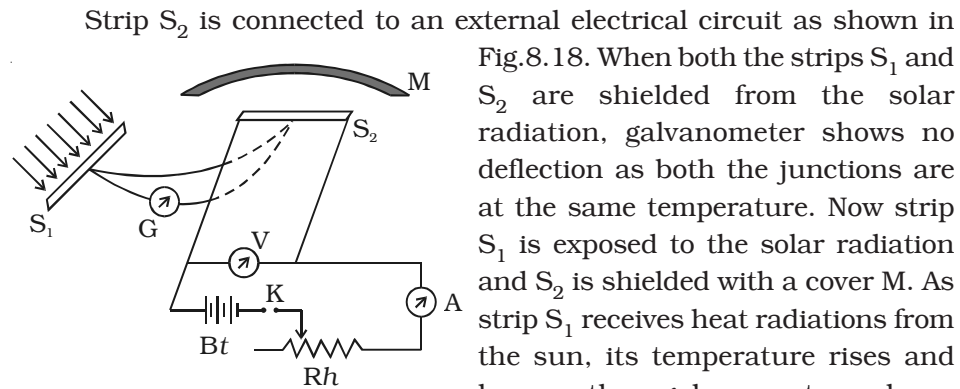 Strip S₂ is connected to an external electrical circuit as shown in
Fig.8.18. When both the strips S₁ and
S₂ are shielded from the solar
radiation, galvanometer shows no
deflection as both the junctions are
at the same temperature. Now strip
S₁ is exposed to the solar radiation
and S₂ is shielded with a cover M. As
strip S₁ receives heat radiations from
the sun, its temperature rises and
M
S₂
S₁
G
V
K
A
Bt
Rh